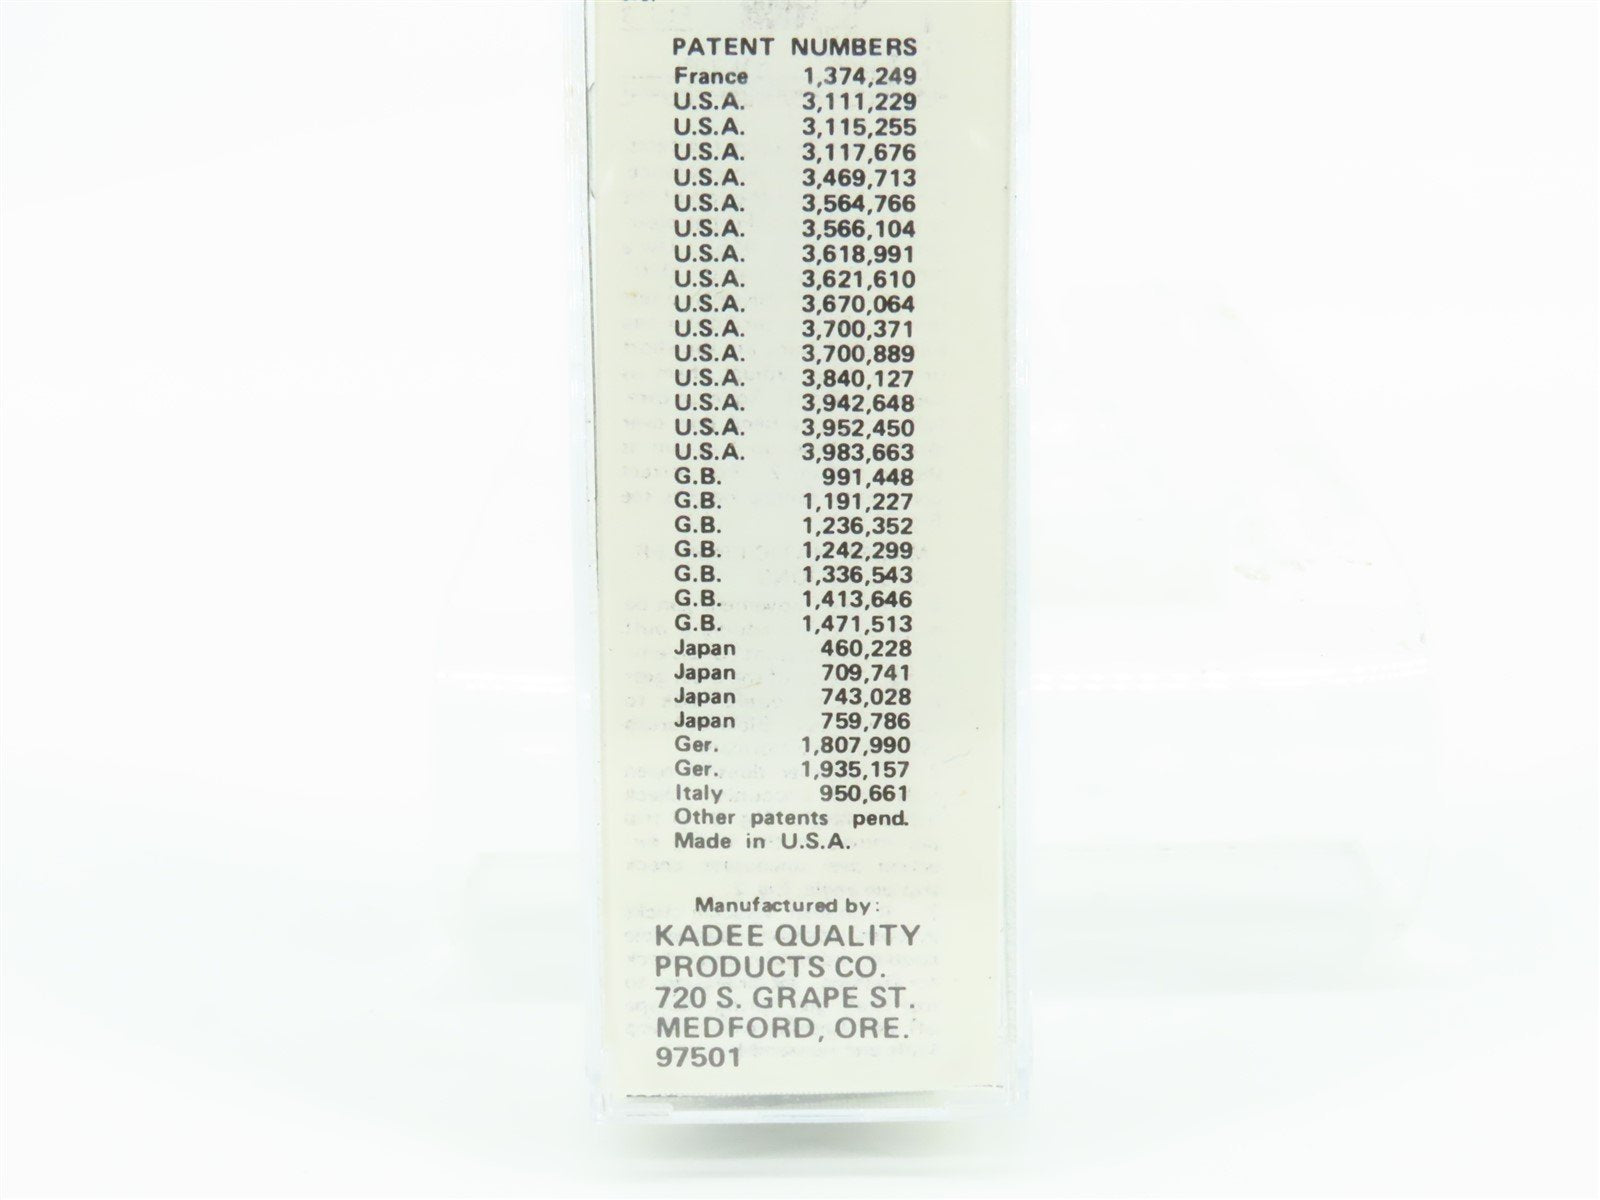 PATENT NUMBERS
France 1,374,249
U.S.A. 3,111,229
U.S.A. 3,115,255
U.S.A. 3,117,676
U.S.A. 3,469,713
U.S.A. 3,564,766
U.S.A. 3,566,104
U.S.A. 3,618,991
U.S.A. 3,621,610
U.S.A. 3,670,064
U.S.A. 3,700,371
U.S.A. 3,700,889
U.S.A. 3,840,127
U.S.A. 3,942,648
U.S.A. 3,952,450
U.S.A. 3,983,663
G.B. 991,448
G.B. 1,191,227
G.B. 1,236,352
G.B. 1,242,299
G.B. 1,336,543
G.B. 1,413,646
G.B. 1,471,513
Japan 460,228
Japan 709,741
Japan 743,028
Japan 759,786
Ger. 1,807,990
Ger. 1,935,157
Italy 950,661
Other patents pend.
Made in U.S.A.
Manufactured by:
KADEE QUALITY
PRODUCTS CO.
720 S. GRAPE ST.
MEDFORD, ORE.
97501